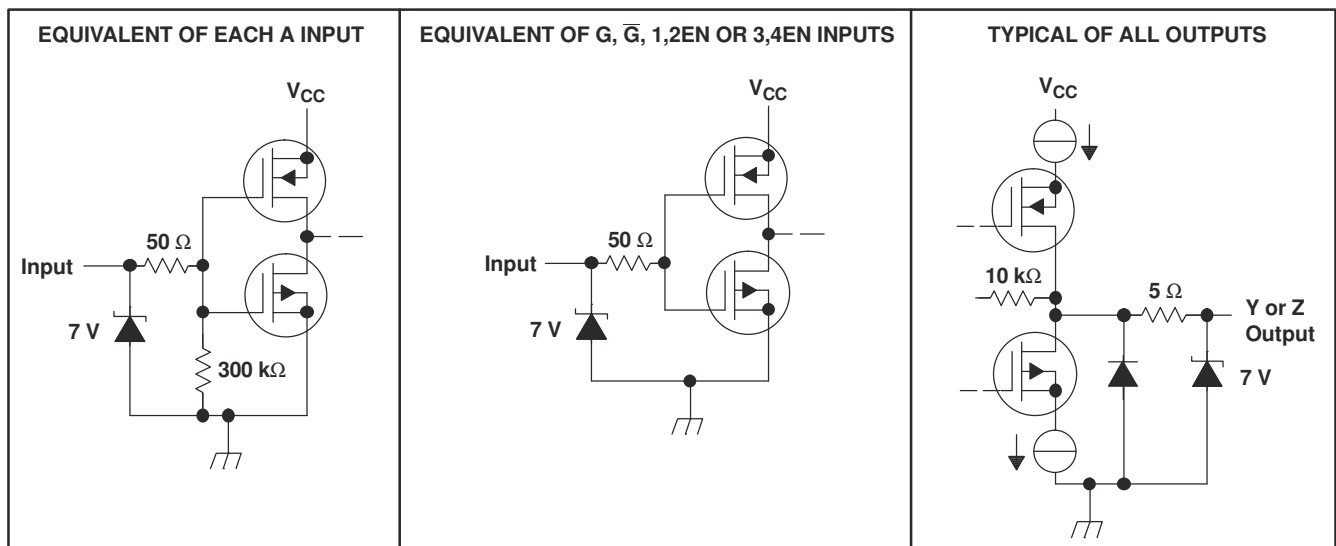 EQUIVALENT OF EACH A INPUT
VCC
50 Ω
Input
7 V
300 kΩ
EQUIVALENT OF G, G̅, 1,2EN OR 3,4EN INPUTS
VCC
50 Ω
Input
7 V
TYPICAL OF ALL OUTPUTS
VCC
10 kΩ
5 Ω
Y or Z
Output
7 V